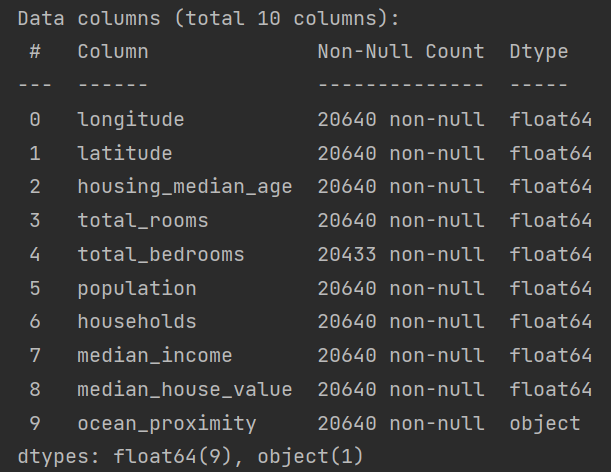 Data columns (total 10 columns):
 #   Column              Non-Null Count  Dtype
---  ------              --------------  -----
 0   longitude           20640 non-null  float64
 1   latitude            20640 non-null  float64
 2   housing_median_age  20640 non-null  float64
 3   total_rooms         20640 non-null  float64
 4   total_bedrooms      20433 non-null  float64
 5   population          20640 non-null  float64
 6   households          20640 non-null  float64
 7   median_income       20640 non-null  float64
 8   median_house_value  20640 non-null  float64
 9   ocean_proximity     20640 non-null  object
dtypes: float64(9), object(1)